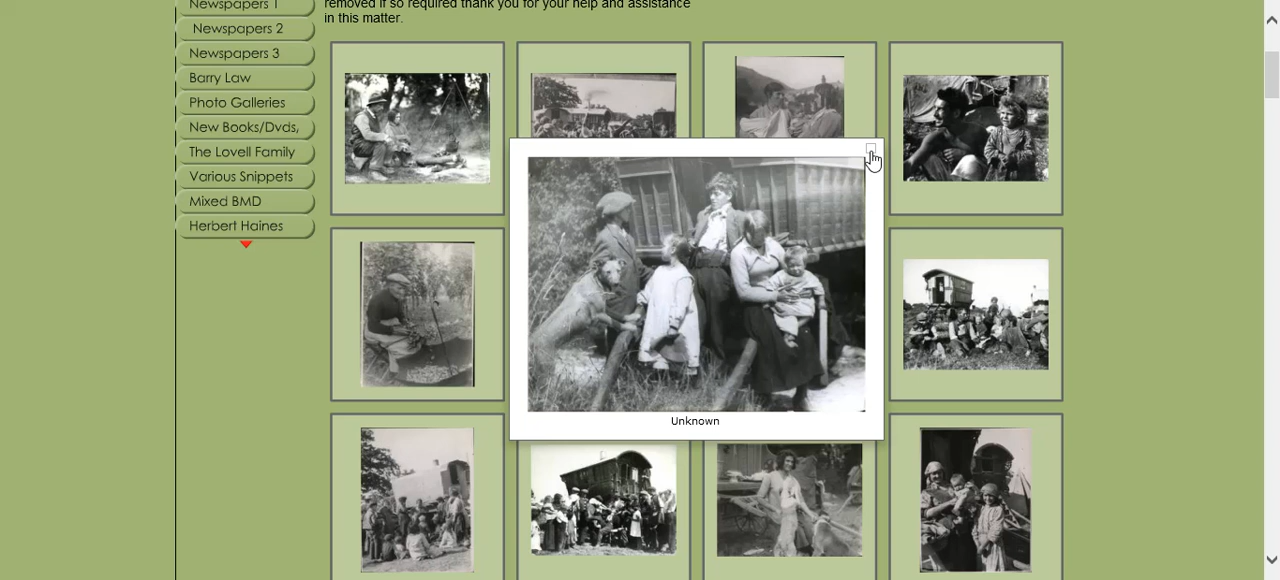 Newspapers 1
removed if so required thank you for your help and assistance
in this matter.
Newspapers 2
Newspapers 3
Barry Law
Photo Galleries
New Books/Dvds,
The Lovell Family
Various Snippets
Mixed BMD
Herbert Haines
Unknown